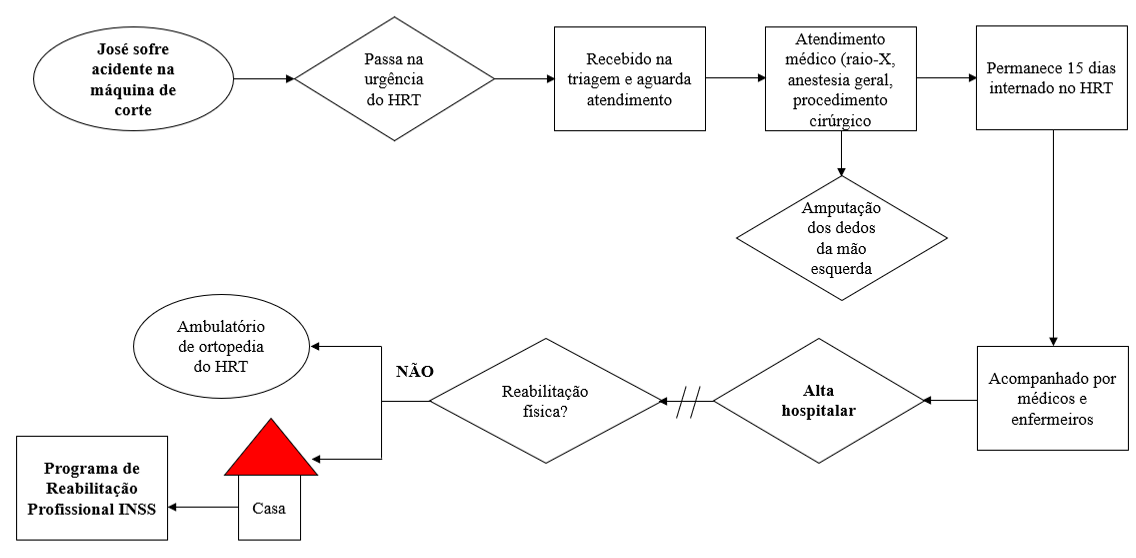 José sofre
acidente na
máquina de
corte
Passa na
urgência
do HRT
Recebido na
triagem e aguarda
atendimento
Atendimento
médico (raio-X,
anestesia geral,
procedimento
cirúrgico
Permanece 15 dias
internado no HRT
Amputação
dos dedos
da mão
esquerda
Acompanhado por
médicos e
enfermeiros
Alta
hospitalar
Reabilitação
física?
NÃO
Ambulatório
de ortopedia
do HRT
Casa
Programa de
Reabilitação
Profissional INSS